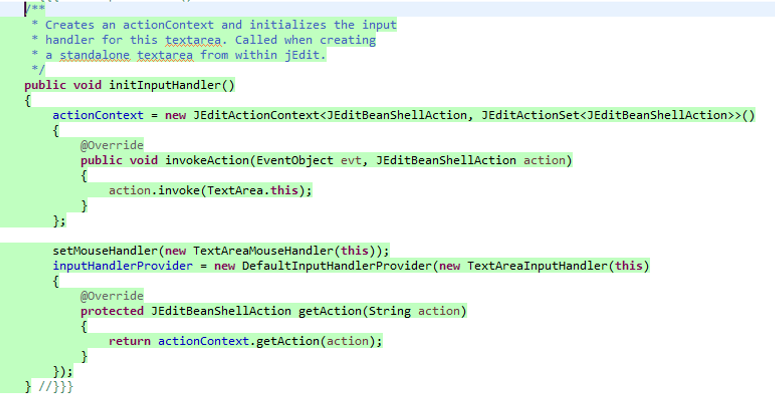 /**
 * Creates an actionContext and initializes the input
 * handler for this textarea. Called when creating
 * a standalone textarea from within jEdit.
 */
public void initInputHandler()
{
    actionContext = new JEditActionContext<JEditBeanShellAction, JEditActionSet<JEditBeanShellAction>>()
    {
        @Override
        public void invokeAction(EventObject evt, JEditBeanShellAction action)
        {
            action.invoke(TextArea.this);
        }
    };

    setMouseHandler(new TextAreaMouseHandler(this));
    inputHandlerProvider = new DefaultInputHandlerProvider(new TextAreaInputHandler(this)
    {
        @Override
        protected JEditBeanShellAction getAction(String action)
        {
            return actionContext.getAction(action);
        }
    });
} //}}}